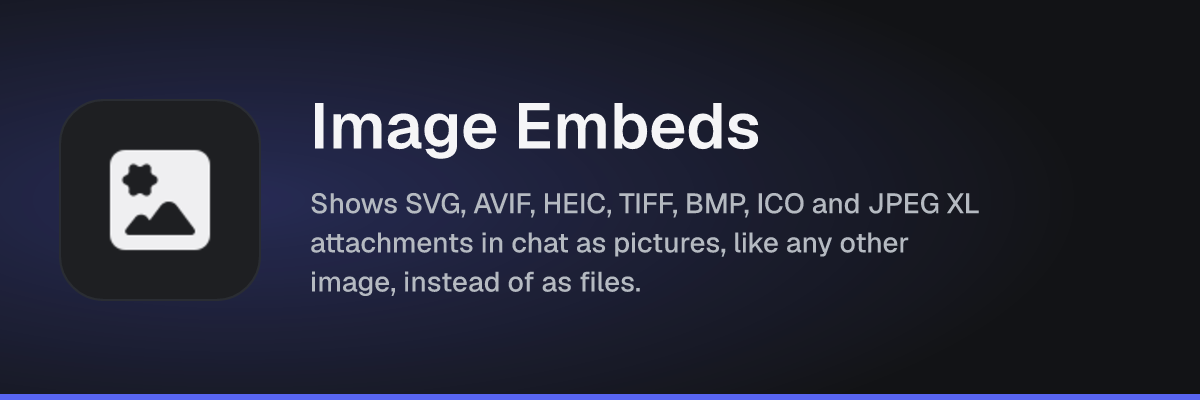 Image Embeds
Shows SVG, AVIF, HEIC, TIFF, BMP, ICO and JPEG XL
attachments in chat as pictures, like any other
image, instead of as files.